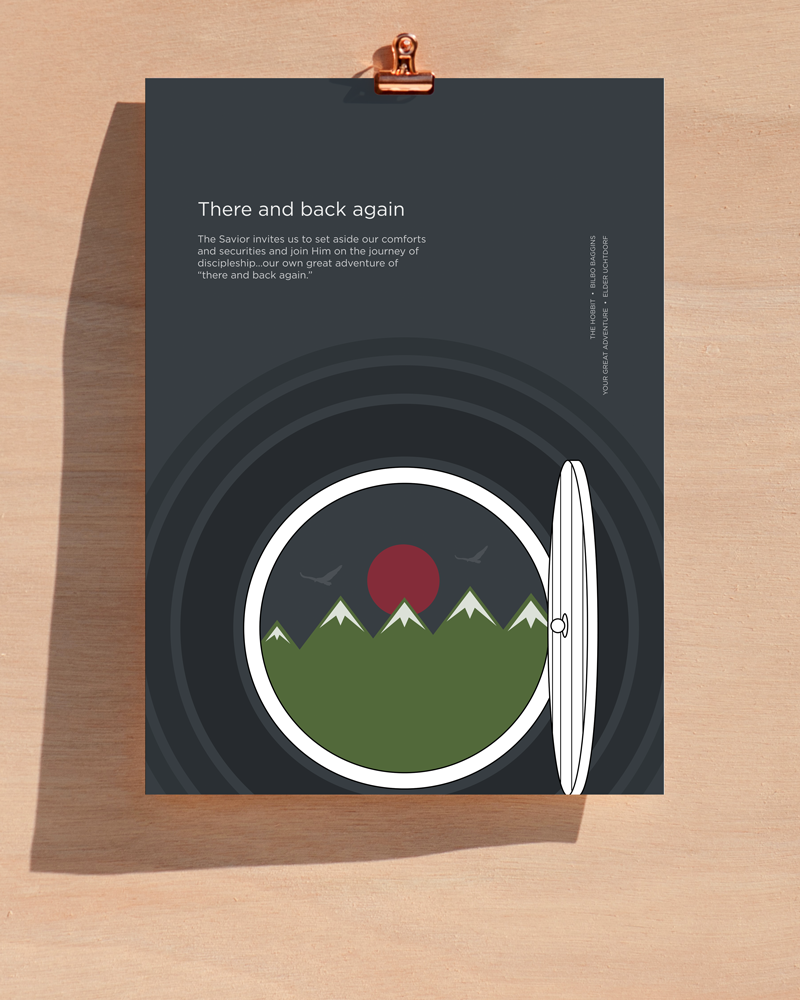 There and back again
The Savior invites us to set aside our comforts
and securities and join Him on the journey of
discipleship...our own great adventure of
“there and back again.”
THE HOBBIT • BILBO BAGGINS
YOUR GREAT ADVENTURE • ELDER UCHTDORF